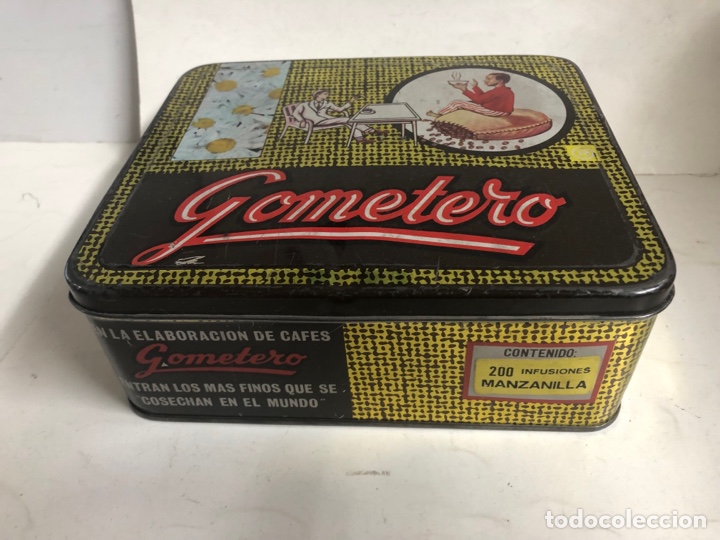 Gometero
N LA ELABORACION DE CAFES
Gometero
NTRAN LOS MAS FINOS QUE SE
COSECHAN EN EL MUNDO"
CONTENIDO:
200 INFUSIONES
MANZANILLA
todocoleccion